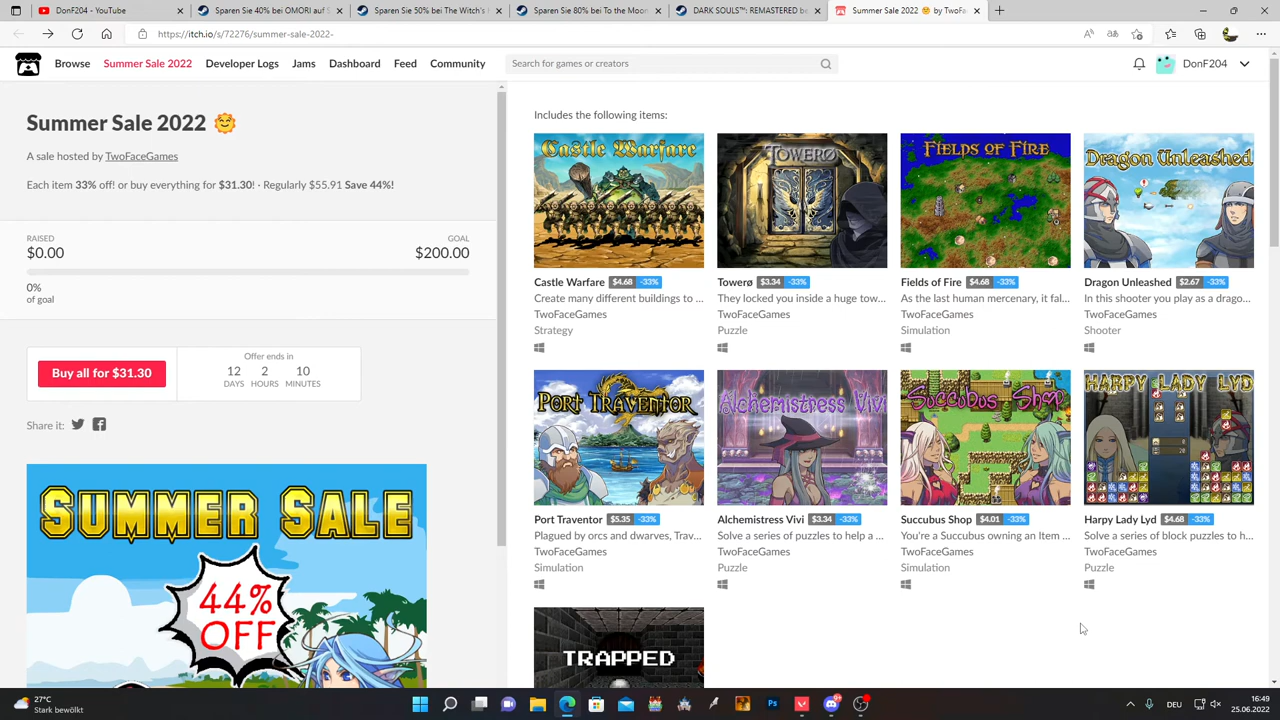 DonF204 - YouTube
Sparen Sie 40% bei OMORI auf S
Sparen Sie 50% bei The Witch's
Sparen Sie 80% bei To the Moon
DARK SOULS™: REMASTERED be
Summer Sale 2022 🌞 by TwoFac
https://itch.io/s/72276/summer-sale-2022-
Browse Summer Sale 2022 Developer Logs Jams Dashboard Feed Community Search for games or creators DonF204
Summer Sale 2022 🌞
A sale hosted by TwoFaceGames
Each item 33% off! or buy everything for $31.30! · Regularly $55.91 Save 44%!
RAISED GOAL
$0.00 $200.00
0%
of goal
Buy all for $31.30
Offer ends in
12 2 10
DAYS HOURS MINUTES
Share it:
SUMMER SALE
44%
OFF
Includes the following items:
Castle Warfare
Towerø
Fields of Fire
Dragon Unleashed
Castle Warfare $4.68 -33%
Create many different buildings to ...
TwoFaceGames
Strategy
Towerø $3.34 -33%
They locked you inside a huge tow...
TwoFaceGames
Puzzle
Fields of Fire $4.68 -33%
As the last human mercenary, it fal...
TwoFaceGames
Simulation
Dragon Unleashed $2.67 -33%
In this shooter you play as a drago...
TwoFaceGames
Shooter
Port Traventor
Alchemistress Vivi
Succubus Shop
Harpy Lady Lyd
Port Traventor $5.35 -33%
Plagued by orcs and dwarves, Trav...
TwoFaceGames
Simulation
Alchemistress Vivi $3.34 -33%
Solve a series of puzzles to help a ...
TwoFaceGames
Puzzle
Succubus Shop $4.01 -33%
You're a Succubus owning an Item ...
TwoFaceGames
Simulation
Harpy Lady Lyd $4.68 -33%
Solve a series of block puzzles to h...
TwoFaceGames
Puzzle
TRAPPED
27°C
Stark bewölkt
DEU
16:49
25.06.2022